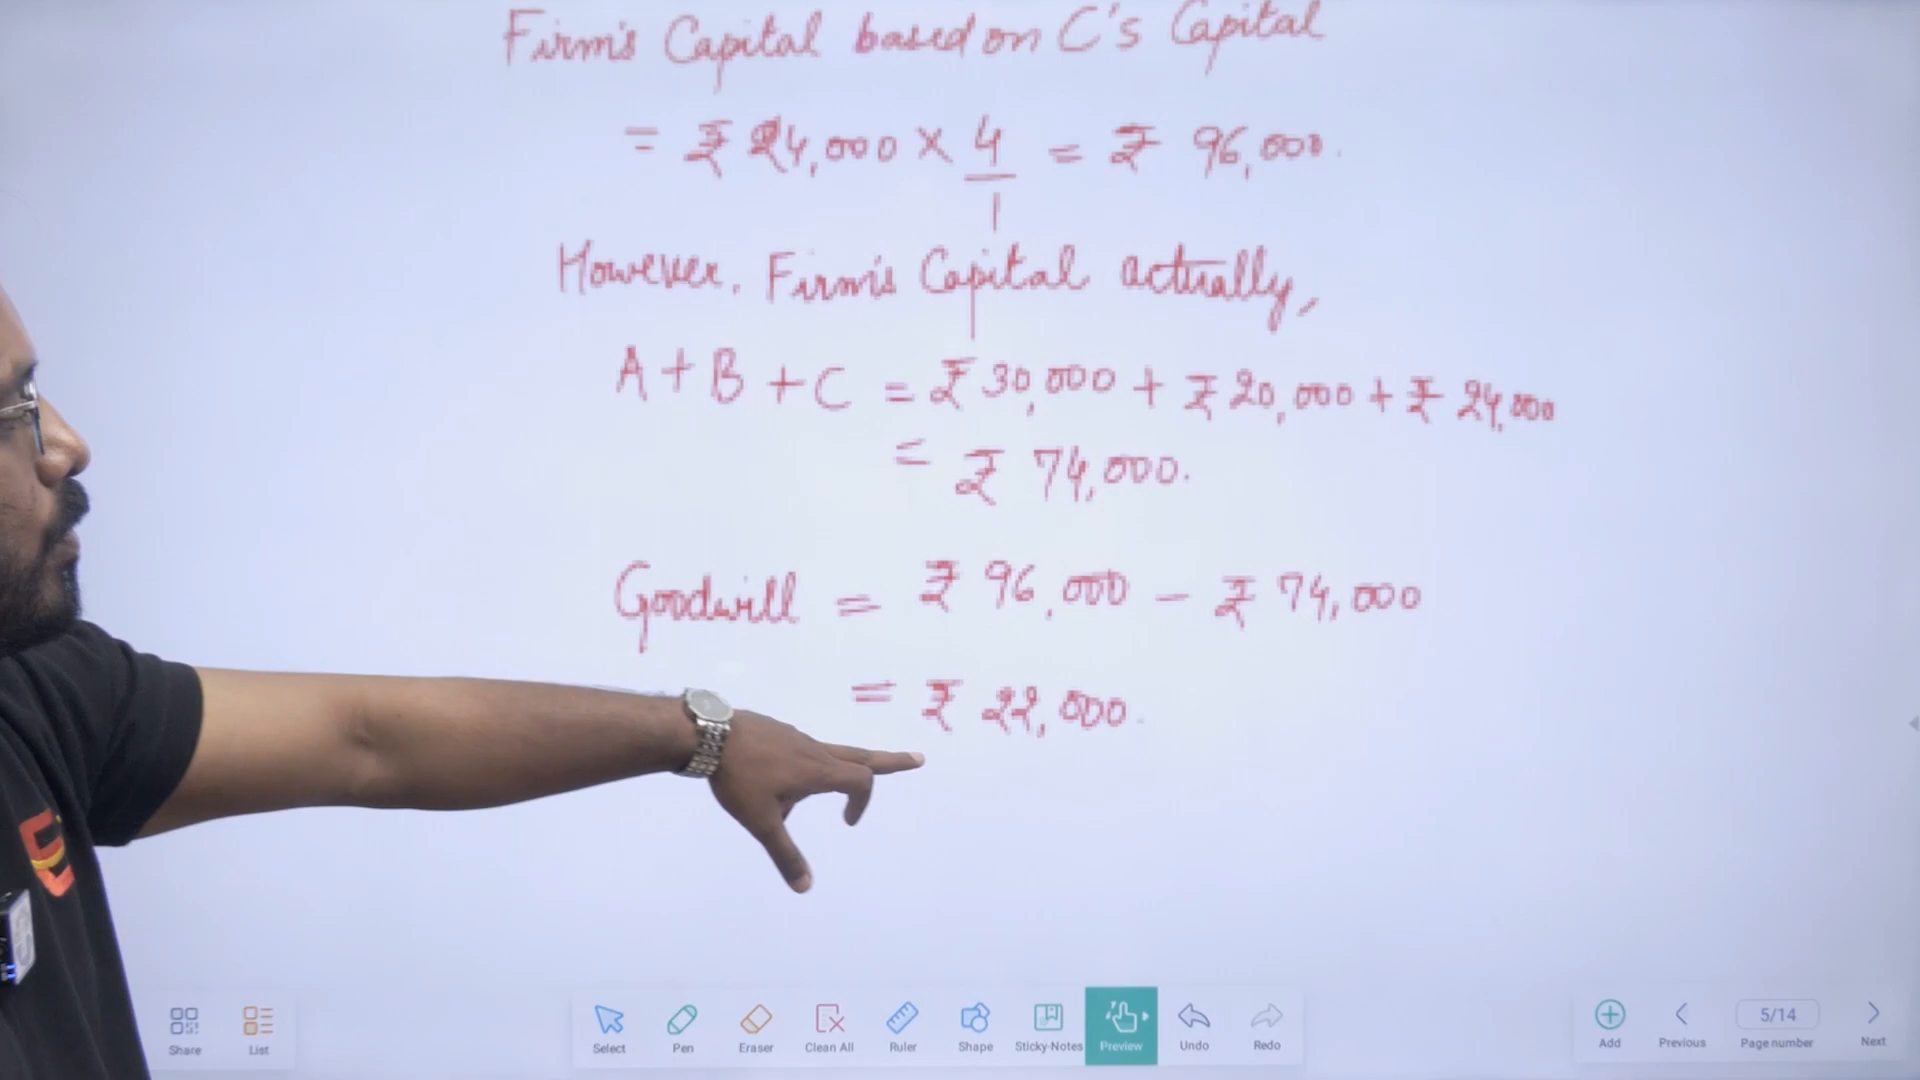 Firm's Capital based on C's Capital
= ₹ 24,000 × 4/1 = ₹ 96,000.
However, Firm's Capital actually,
A + B + C = ₹ 30,000 + ₹ 20,000 + ₹ 24,000
= ₹ 74,000.
Goodwill = ₹ 96,000 – ₹ 74,000
= ₹ 22,000.
Share List Select Pen Eraser Clean All Ruler Shape Sticky-Notes Preview Undo Redo Add Previous 5/14 Page number Next